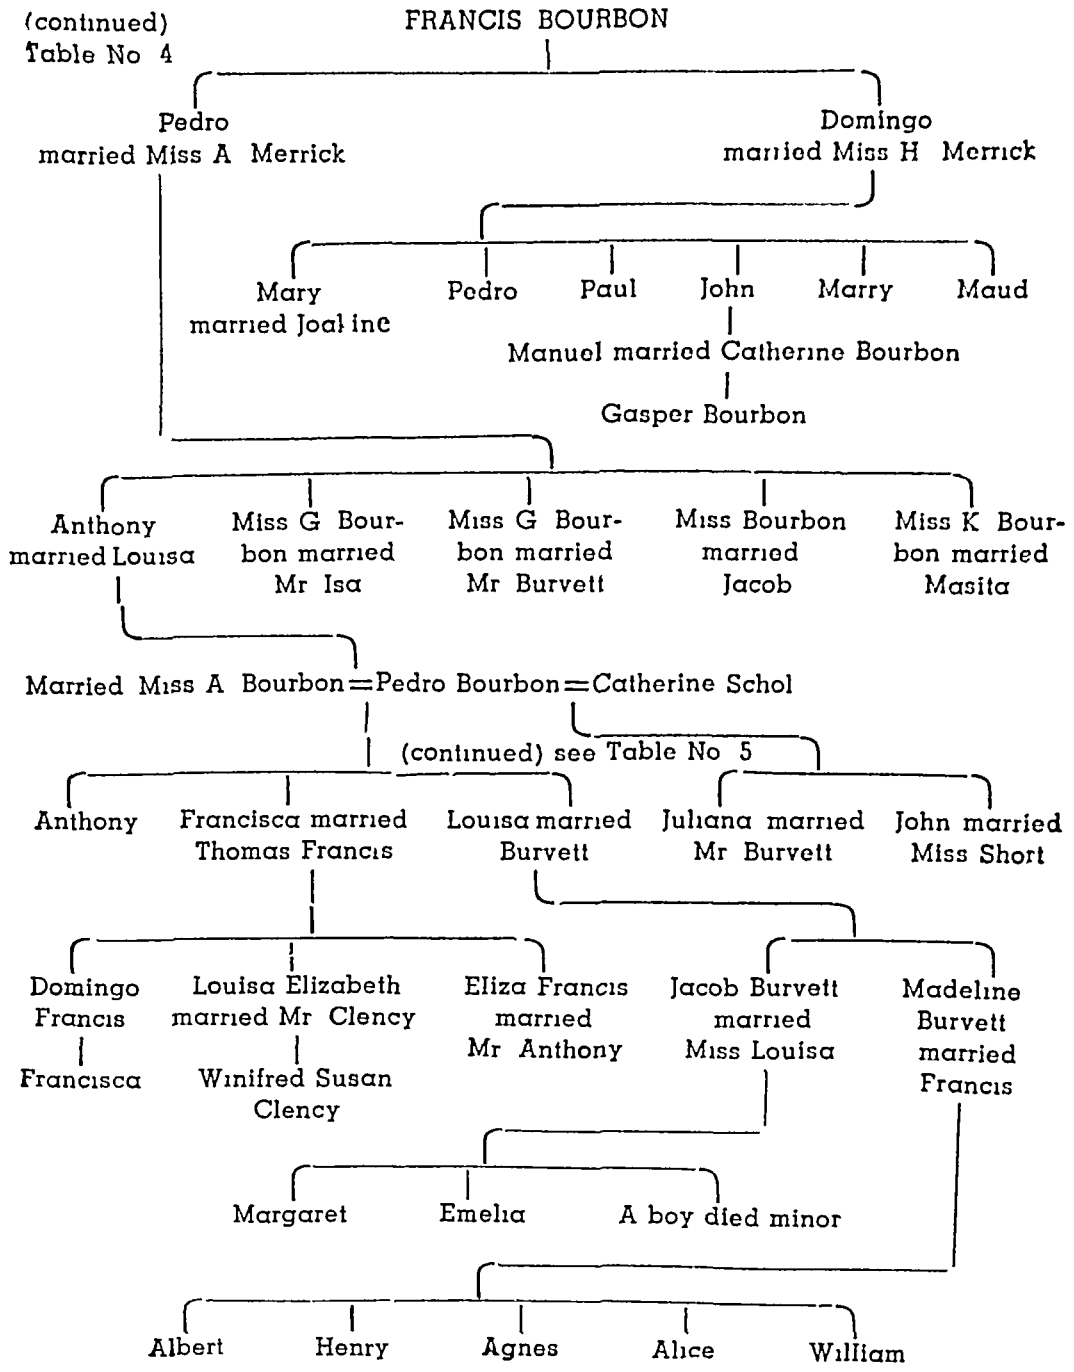 (continued)
Table No 4
FRANCIS BOURBON
Pedro
married Miss A Merrick
Domingo
married Miss H Merrick
Mary
married Joaline
Pedro
Paul
John
Marry
Maud
Manuel married Catherine Bourbon
Gasper Bourbon
Anthony
married Louisa
Miss G Bour-
bon married
Mr Isa
Miss G Bour-
bon married
Mr Burvett
Miss Bourbon
married
Jacob
Miss K Bour-
bon married
Masita
Married Miss A Bourbon=Pedro Bourbon=Catherine Schol
(continued) see Table No 5
Anthony
Francisca married
Thomas Francis
Louisa married
Burvett
Juliana married
Mr Burvett
John married
Miss Short
Domingo
Francis
Francisca
Louisa Elizabeth
married Mr Clency
Winifred Susan
Clency
Eliza Francis
married
Mr Anthony
Jacob Burvett
married
Miss Louisa
Madeline
Burvett
married
Francis
Margaret
Emelia
A boy died minor
Albert
Henry
Agnes
Alice
William